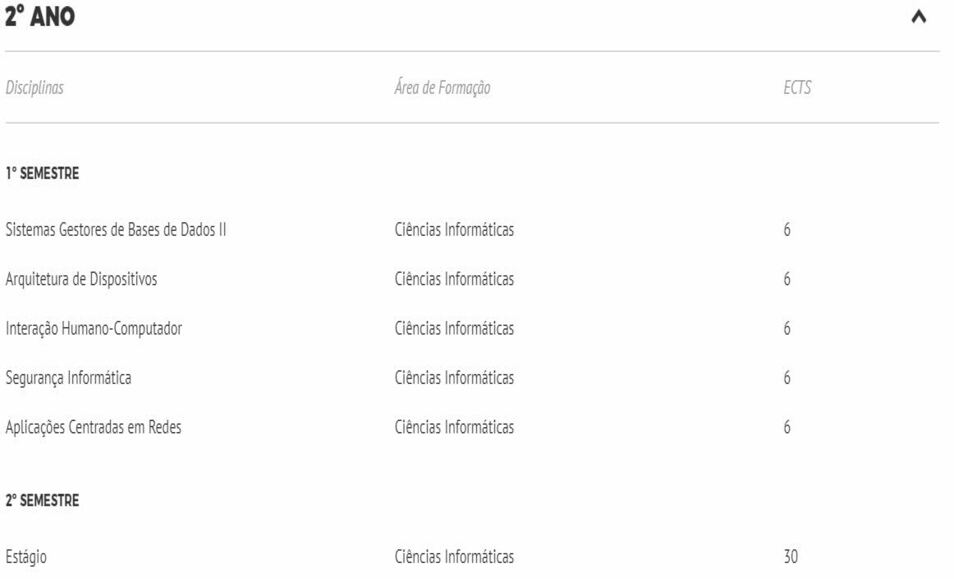 2º ANO
Disciplinas Área de Formação ECTS
1º SEMESTRE
Sistemas Gestores de Bases de Dados II Ciências Informáticas 6
Arquitetura de Dispositivos Ciências Informáticas 6
Interação Humano-Computador Ciências Informáticas 6
Segurança Informática Ciências Informáticas 6
Aplicações Centradas em Redes Ciências Informáticas 6
2º SEMESTRE
Estágio Ciências Informáticas 30